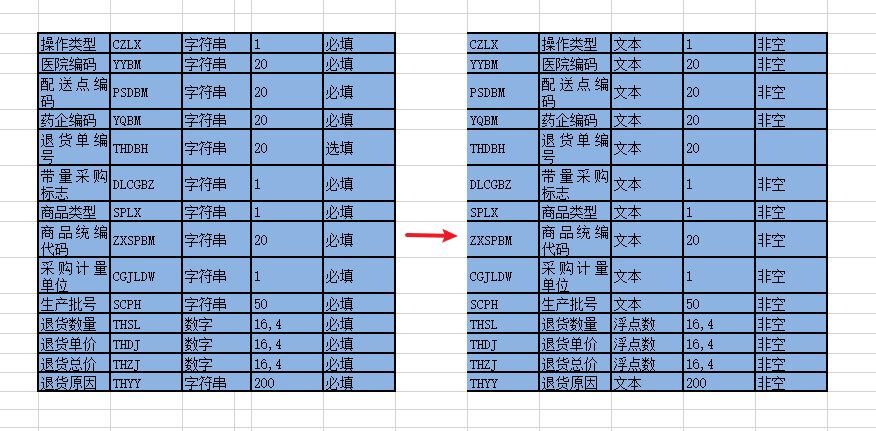 操作类型 CZLX 字符串 1 必填 CZLX 操作类型 文本 1 非空
医院编码 YYBM 字符串 20 必填 YYBM 医院编码 文本 20 非空
配送点编码 PSDBM 字符串 20 必填 PSDBM 配送点编码 文本 20 非空
药企编码 YQBM 字符串 20 必填 YQBM 药企编码 文本 20 非空
退货单编号 THDBH 字符串 20 选填 THDBH 退货单编号 文本 20
带量采购标志 DLCGBZ 字符串 1 必填 DLCGBZ 带量采购标志 文本 1 非空
商品类型 SPLX 字符串 1 必填 SPLX 商品类型 文本 1 非空
商品统编代码 ZXSPBM 字符串 20 必填 ZXSPBM 商品统编代码 文本 20 非空
采购计量单位 CGJLDW 字符串 1 必填 CGJLDW 采购计量单位 文本 1 非空
生产批号 SCPH 字符串 50 必填 SCPH 生产批号 文本 50 非空
退货数量 THSL 数字 16,4 必填 THSL 退货数量 浮点数 16,4 非空
退货单价 THDJ 数字 16,4 必填 THDJ 退货单价 浮点数 16,4 非空
退货总价 THZJ 数字 16,4 必填 THZJ 退货总价 浮点数 16,4 非空
退货原因 THYY 字符串 200 必填 THYY 退货原因 文本 200 非空